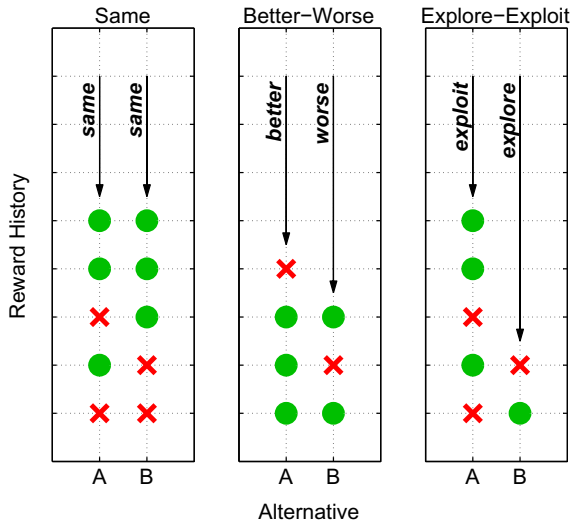 Same
Better−Worse
Explore−Exploit
same
same
better
worse
exploit
explore
Reward History
A B
A B
A B
Alternative